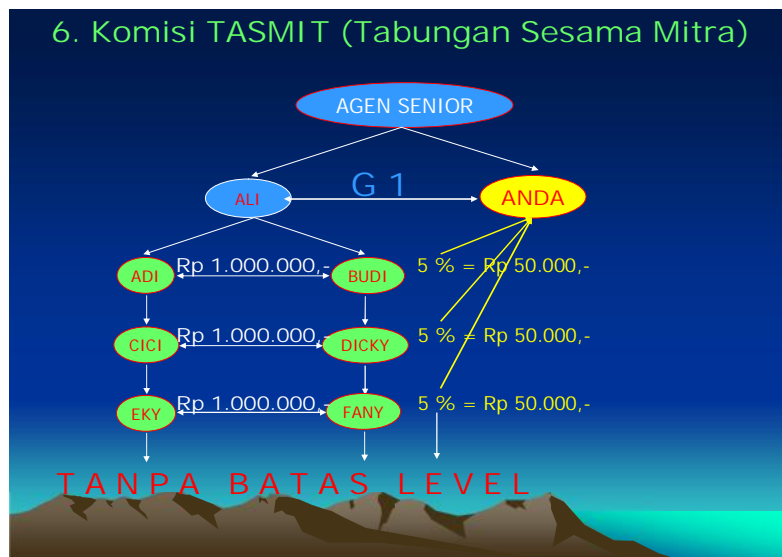 6. Komisi TASMIT (Tabungan Sesama Mitra)
AGEN SENIOR
G 1
ALI
ANDA
ADI
Rp 1.000.000,-
BUDI
5 % = Rp 50.000,-
CICI
Rp 1.000.000,-
DICKY
5 % = Rp 50.000,-
EKY
Rp 1.000.000,-
FANY
5 % = Rp 50.000,-
TANPA BATAS LEVEL